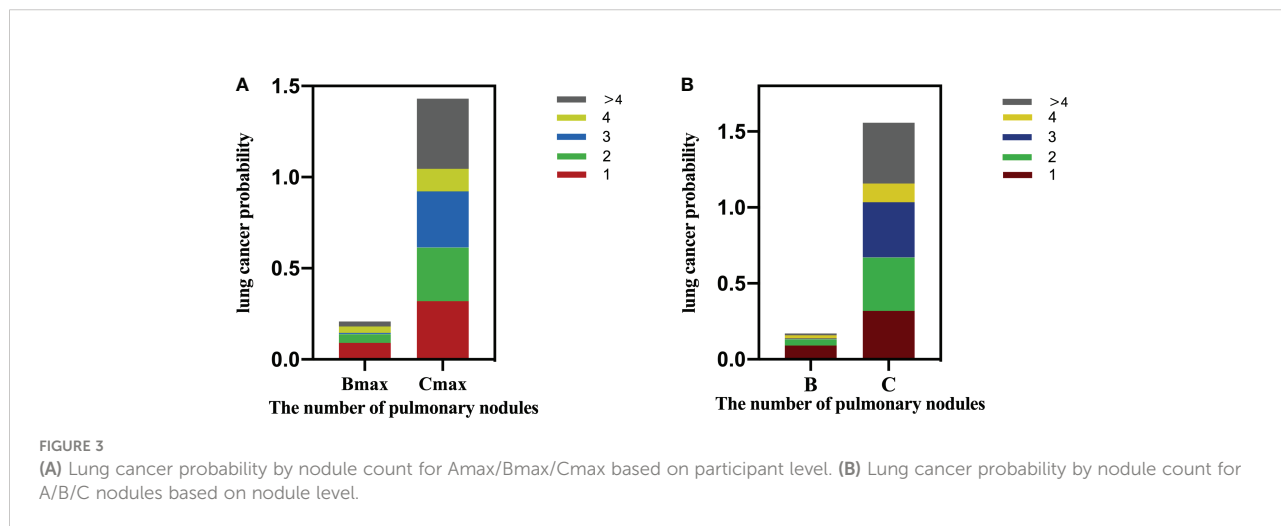 A
lung cancer probability
1.5
1.0
0.5
0.0
Bmax Cmax
The number of pulmonary nodules
>4
4
3
2
1
B
lung cancer probability
1.5
1.0
0.5
0.0
B C
The number of pulmonary nodules
>4
4
3
2
1
FIGURE 3
(A) Lung cancer probability by nodule count for Amax/Bmax/Cmax based on participant level. (B) Lung cancer probability by nodule count for
A/B/C nodules based on nodule level.